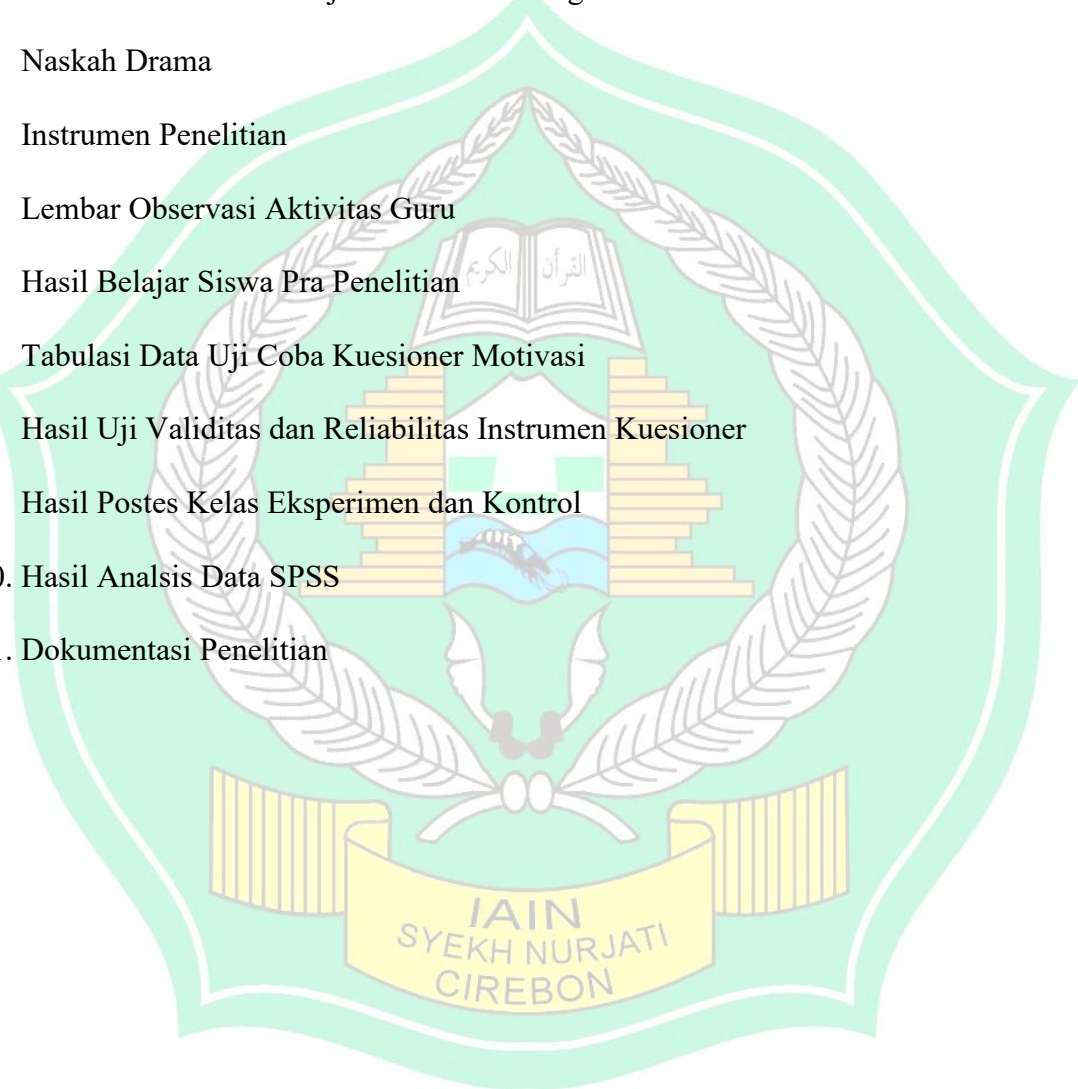 Naskah Drama
Instrumen Penelitian
Lembar Observasi Aktivitas Guru
القرآن الكريم
Hasil Belajar Siswa Pra Penelitian
Tabulasi Data Uji Coba Kuesioner Motivasi
Hasil Uji Validitas dan Reliabilitas Instrumen Kuesioner
Hasil Postes Kelas Eksperimen dan Kontrol
. Hasil Analsis Data SPSS
. Dokumentasi Penelitian
IAIN
SYEKH NURJATI
CIREBON